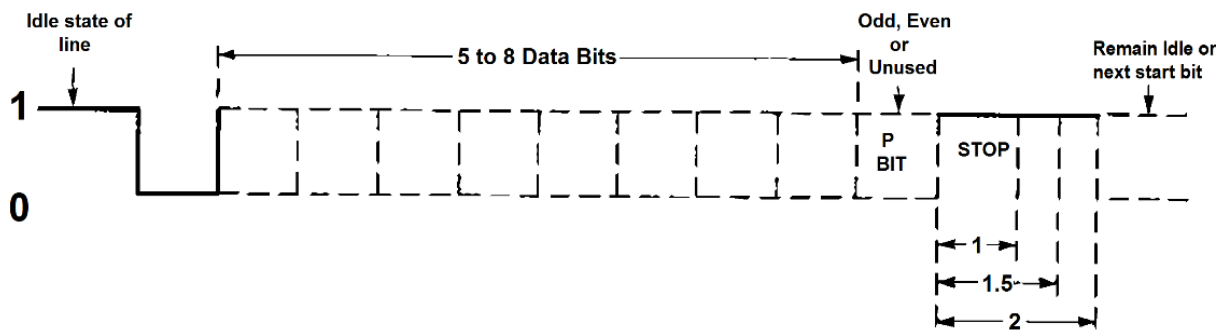 Idle state of
line
5 to 8 Data Bits
Odd, Even
or
Unused
Remain Idle or
next start bit
1
P
BIT
STOP
0
1
1.5
2